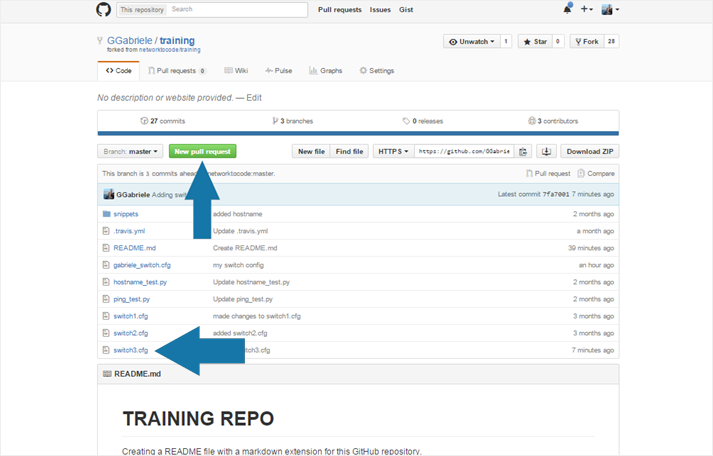 This repository Search Pull requests Issues Gist
GGabriele / training
forked from networktocode/training
Unwatch 1 Star 0 Fork 28
Code Pull requests 0 Wiki Pulse Graphs Settings
No description or website provided. — Edit
27 commits 3 branches 0 releases 3 contributors
Branch: master New pull request New file Find file HTTPS https://github.com/GGabrie Download ZIP
This branch is 3 commits ahead networktocode:master. Pull request Compare
GGabriele Adding Latest commit 7fa7001 7 minutes ago
snippets added hostname 2 months ago
.travis.yml Update .travis.yml a month ago
README.md Create README.md 39 minutes ago
gabriele_switch.cfg my switch config an hour ago
hostname_test.py Update hostname_test.py 2 months ago
ping_test.py Update ping_test.py 2 months ago
switch1.cfg made changes to switch1.cfg 3 months ago
switch2.cfg added switch2.cfg 3 months ago
switch3.cfg 7 minutes ago
README.md
TRAINING REPO
Creating a README file with a markdown extension for this GitHub repository.